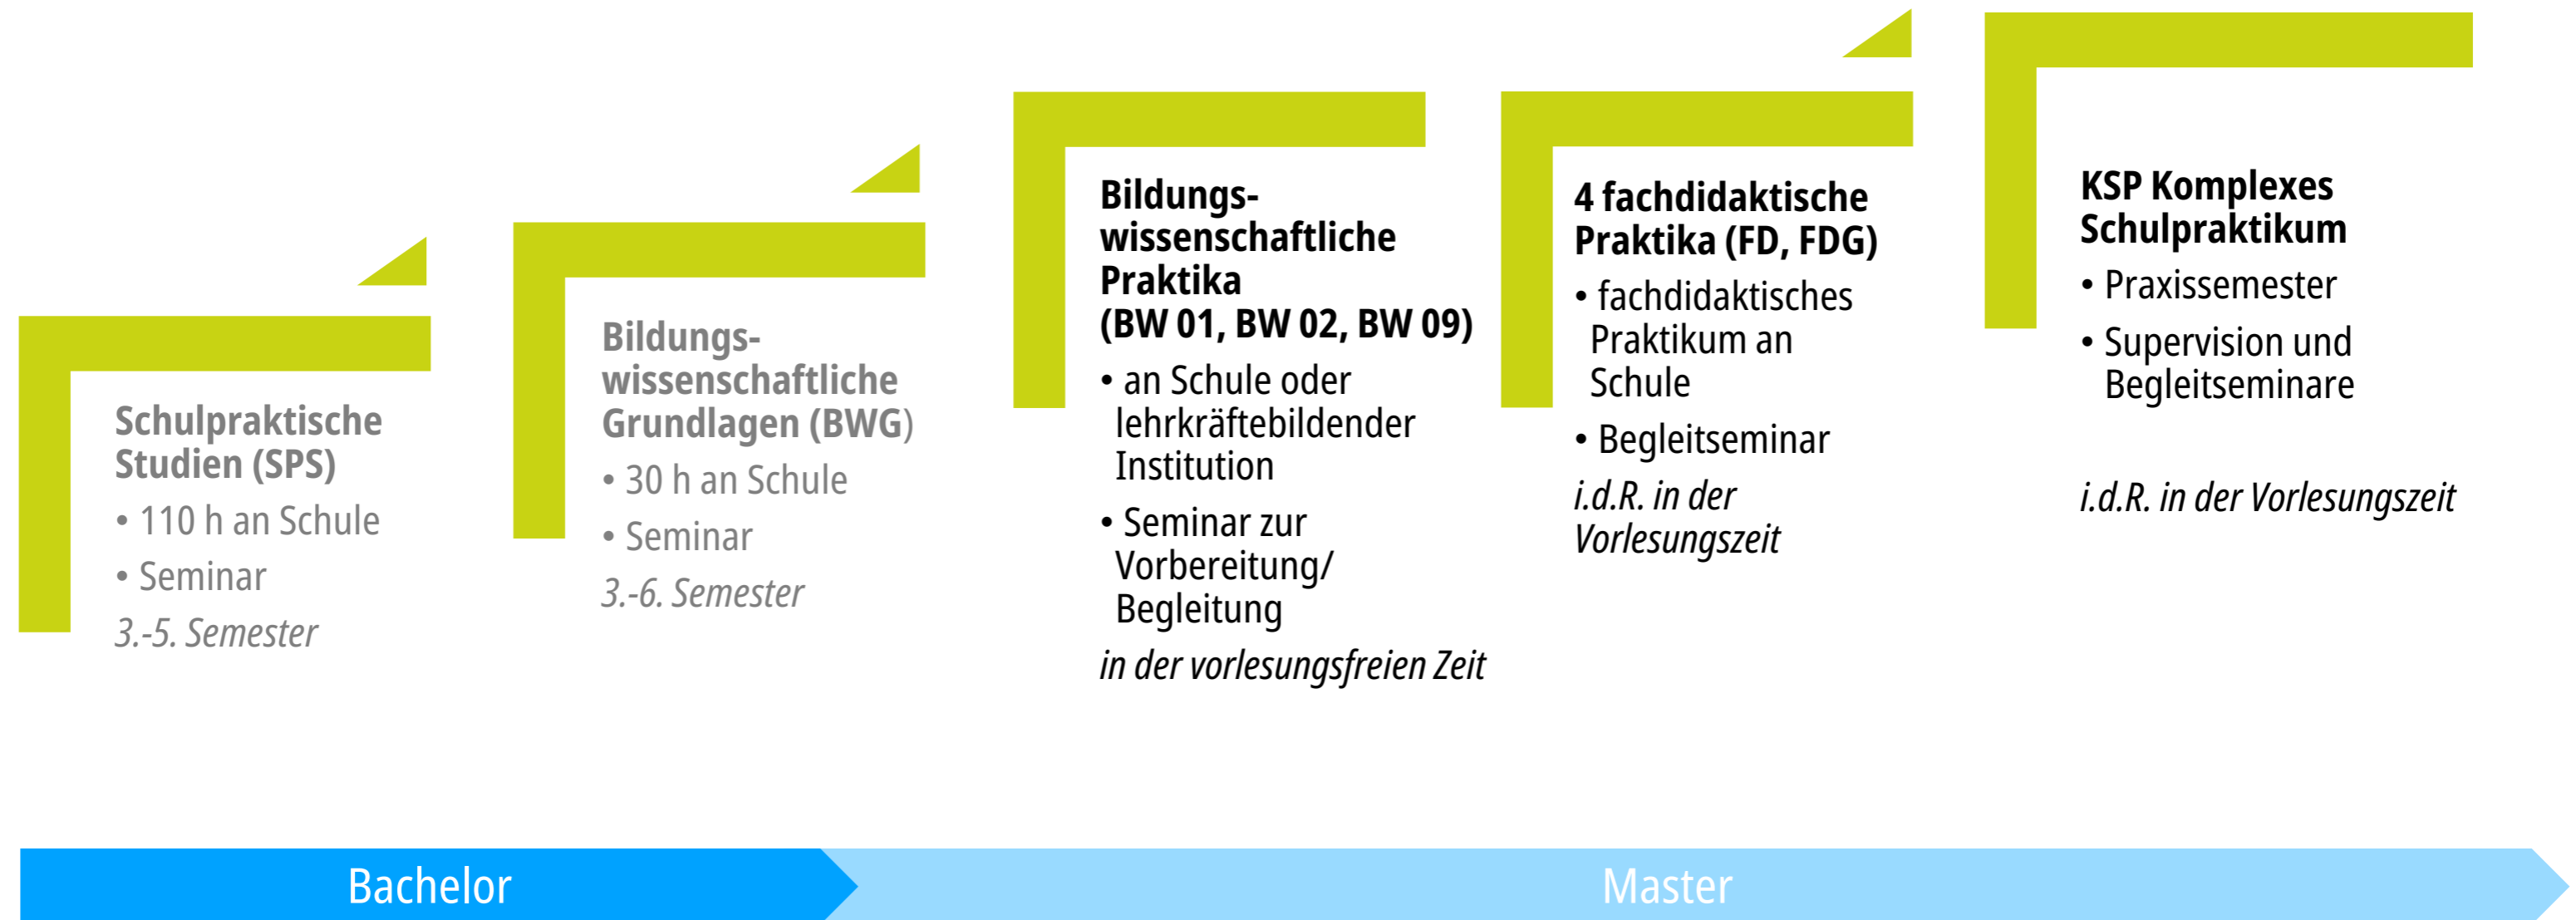 Schulpraktische
Studien (SPS)
• 110 h an Schule
• Seminar
3.-5. Semester
Bildungs-
wissenschaftliche
Grundlagen (BWG)
• 30 h an Schule
• Seminar
3.-6. Semester
Bildungs-
wissenschaftliche
Praktika
(BW 01, BW 02, BW 09)
• an Schule oder
lehrkräftebildender
Institution
• Seminar zur
Vorbereitung/
Begleitung
in der vorlesungsfreien Zeit
4 fachdidaktische
Praktika (FD, FDG)
• fachdidaktisches
Praktikum an
Schule
• Begleitseminar
i.d.R. in der
Vorlesungszeit
KSP Komplexes
Schulpraktikum
• Praxissemester
• Supervision und
Begleitseminare
i.d.R. in der Vorlesungszeit
Bachelor
Master